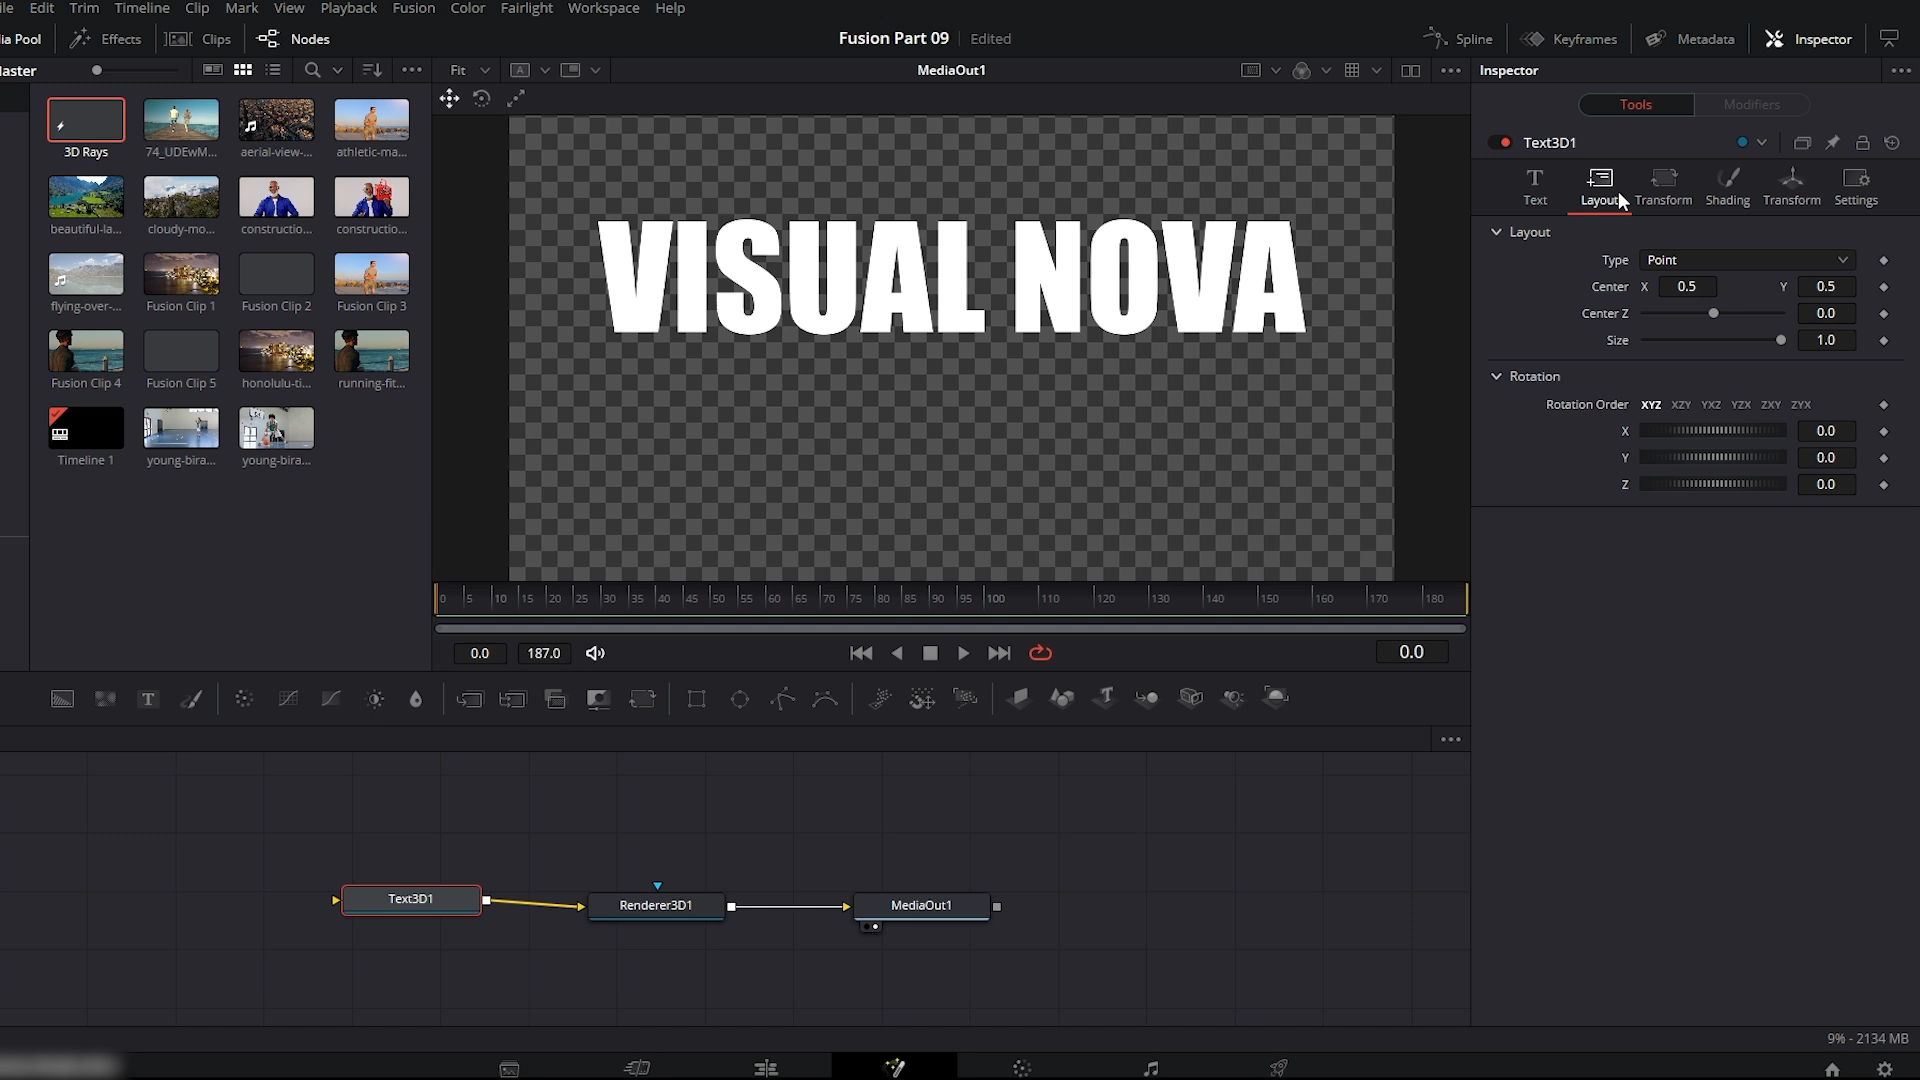 ile Edit Trim Timeline Clip Mark View Playback Fusion Color Fairlight Workspace Help
ia Pool Effects Clips Nodes Fusion Part 09 Edited Spline Keyframes Metadata Inspector
laster Fit MediaOut1 Inspector
Tools Modifiers
3D Rays 74_UDEwM... aerial-view-... athletic-ma...
Text3D1
Text Layout Transform Shading Transform Settings
beautiful-la... cloudy-mo... constructio... constructio...
VISUAL NOVA
Layout
Type Point
Center X 0.5 Y 0.5
Center Z 0.0
Size 1.0
flying-over-... Fusion Clip 1 Fusion Clip 2 Fusion Clip 3
Fusion Clip 4 Fusion Clip 5 honolulu-ti... running-fit...
Rotation
Rotation Order XYZ XZY YXZ YZX ZXY ZYX
X 0.0
Y 0.0
Z 0.0
Timeline 1 young-bira... young-bira...
0 5 10 15 20 25 30 35 40 45 50 55 60 65 70 75 80 85 90 95 100 110 120 130 140 150 160 170 180
0.0 187.0 0.0
Text3D1 Renderer3D1 MediaOut1
9% - 2134 MB